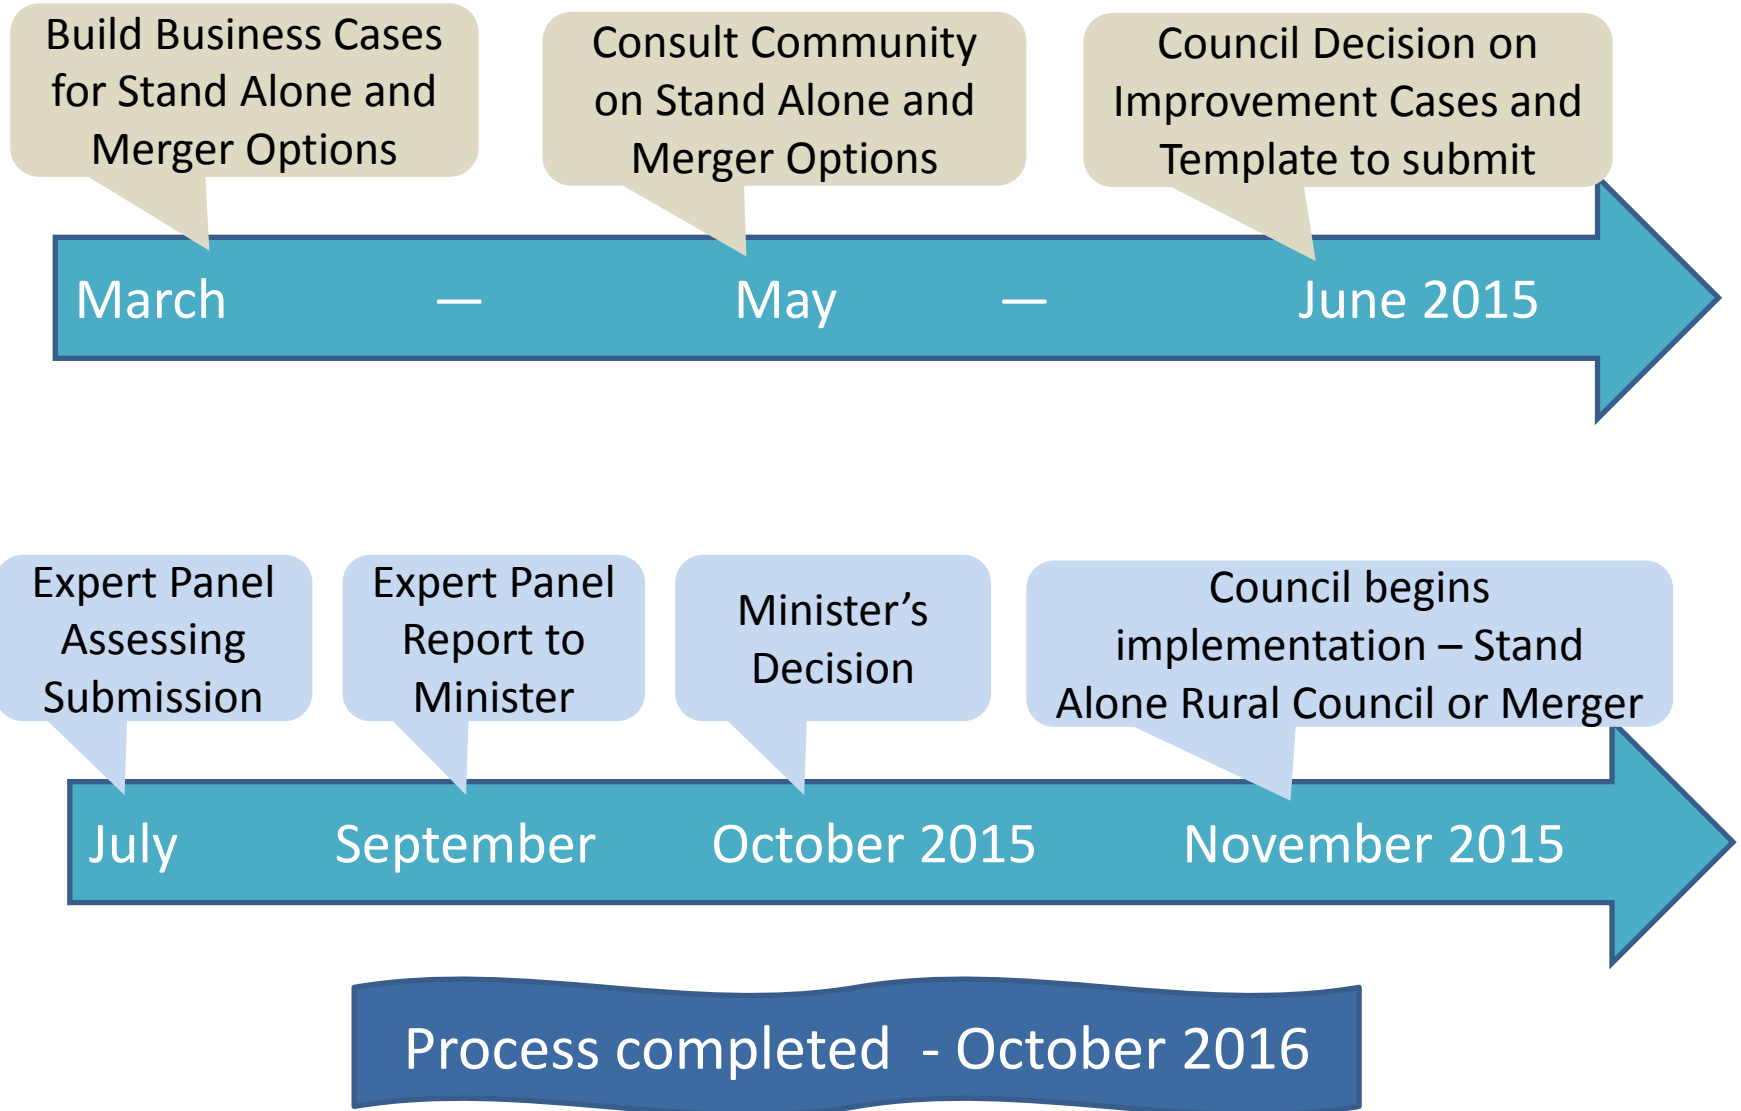 Build Business Cases
for Stand Alone and
Merger Options
Consult Community
on Stand Alone and
Merger Options
Council Decision on
Improvement Cases and
Template to submit
March – May – June 2015
Expert Panel
Assessing
Submission
Expert Panel
Report to
Minister
Minister’s
Decision
Council begins
implementation – Stand
Alone Rural Council or Merger
July September October 2015 November 2015
Process completed - October 2016